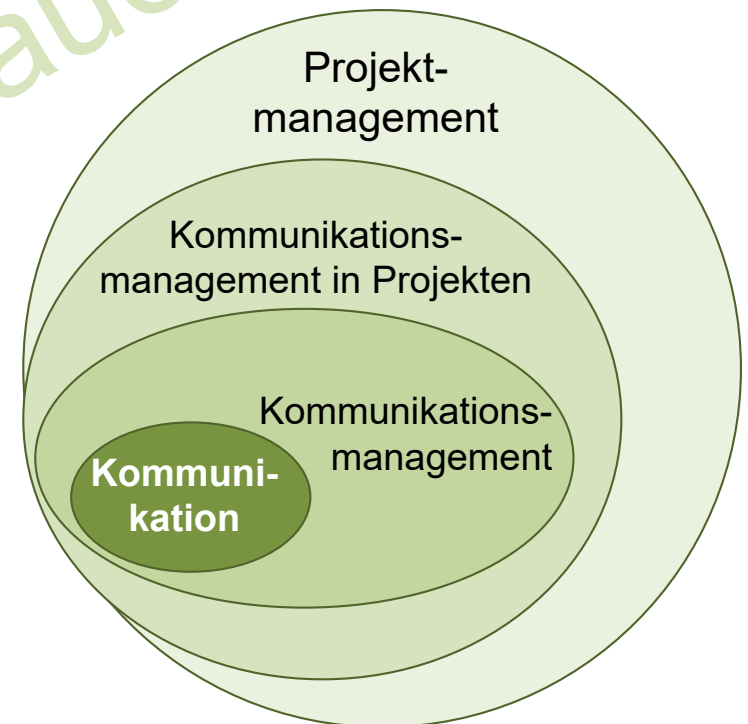 Projekt-
management
Kommunikations-
management in Projekten
Kommunikations-
management
Kommuni-
kation